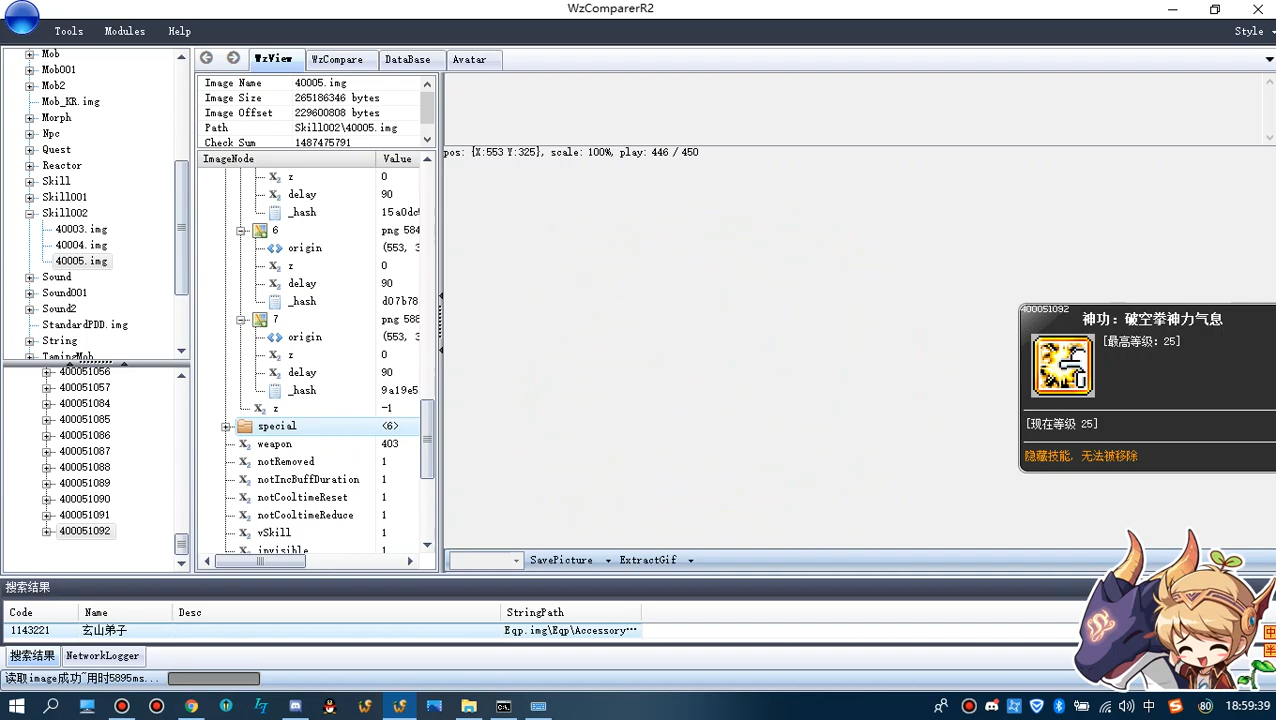 WzComparerR2
Tools Modules Help Style
Mob
Mob001
Mob2
Mob_KR.img
Morph
Npc
Quest
Reactor
Skill
Skill001
Skill002
40003.img
40004.img
40005.img
Sound
Sound001
Sound2
StandardPDD.img
String
TamingMob
400051056
400051057
400051084
400051085
400051086
400051087
400051088
400051089
400051090
400051091
400051092
WzView WzCompare DataBase Avatar
Image Name 40005.img
Image Size 265186346 bytes
Image Offset 229600808 bytes
Path Skill002\40005.img
Check Sum 1487475791
ImageNode Value
z 0
delay 90
_hash 15a0dc
6 png 584
origin (553, 3
z 0
delay 90
_hash d07b78
7 png 588
origin (553,
z 0
delay 90
_hash 9a19e5
z -1
special <6>
weapon 403
notRemoved 1
notIncBuffDuration 1
notCooltimeReset 1
notCooltimeReduce 1
vSkill 1
invisible 1
pos: {X:553 Y:325}, scale: 100%, play: 446 / 450
400051092
神功：破空拳神力气息
[最高等级：25]
[现在等级 25]
隐藏技能, 无法被移除
SavePicture ExtractGif
搜索结果
Code Name Desc StringPath
1143221 玄山弟子 Eqp.img\Eqp\Accessory…
搜索结果 NetworkLogger
读取image成功~用时5895ms...
中
半
中 80 18:59:39